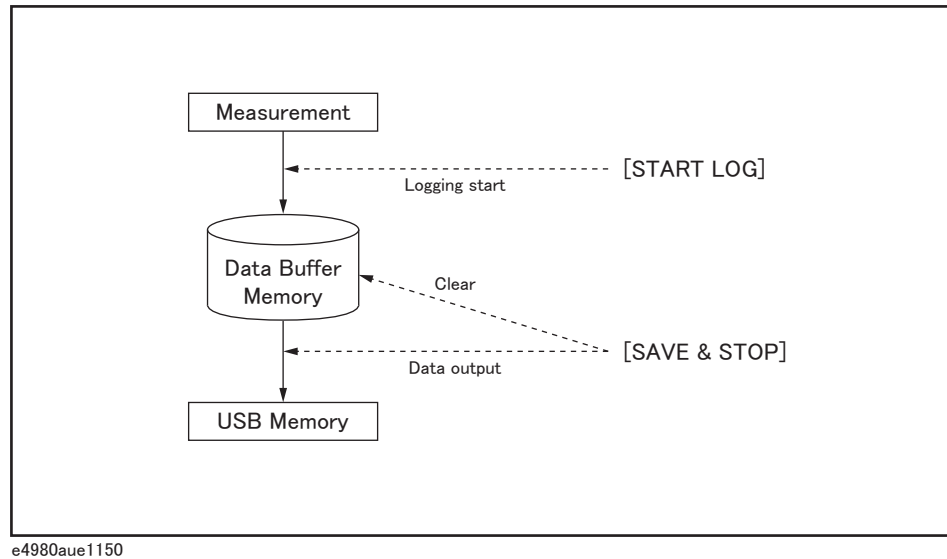 Measurement
[START LOG]
Logging start
Data Buffer
Memory
Clear
[SAVE & STOP]
Data output
USB Memory
e4980aue1150